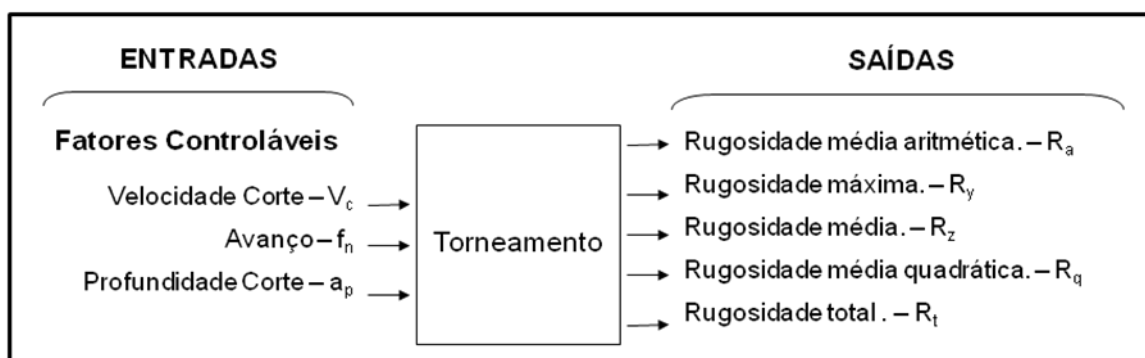 ENTRADAS
Fatores Controláveis
Velocidade Corte – Vc
Avanço – fn
Profundidade Corte – ap
Torneamento
SAÍDAS
Rugosidade média aritmética. – Ra
Rugosidade máxima. – Ry
Rugosidade média. – Rz
Rugosidade média quadrática. – Rq
Rugosidade total . – Rt